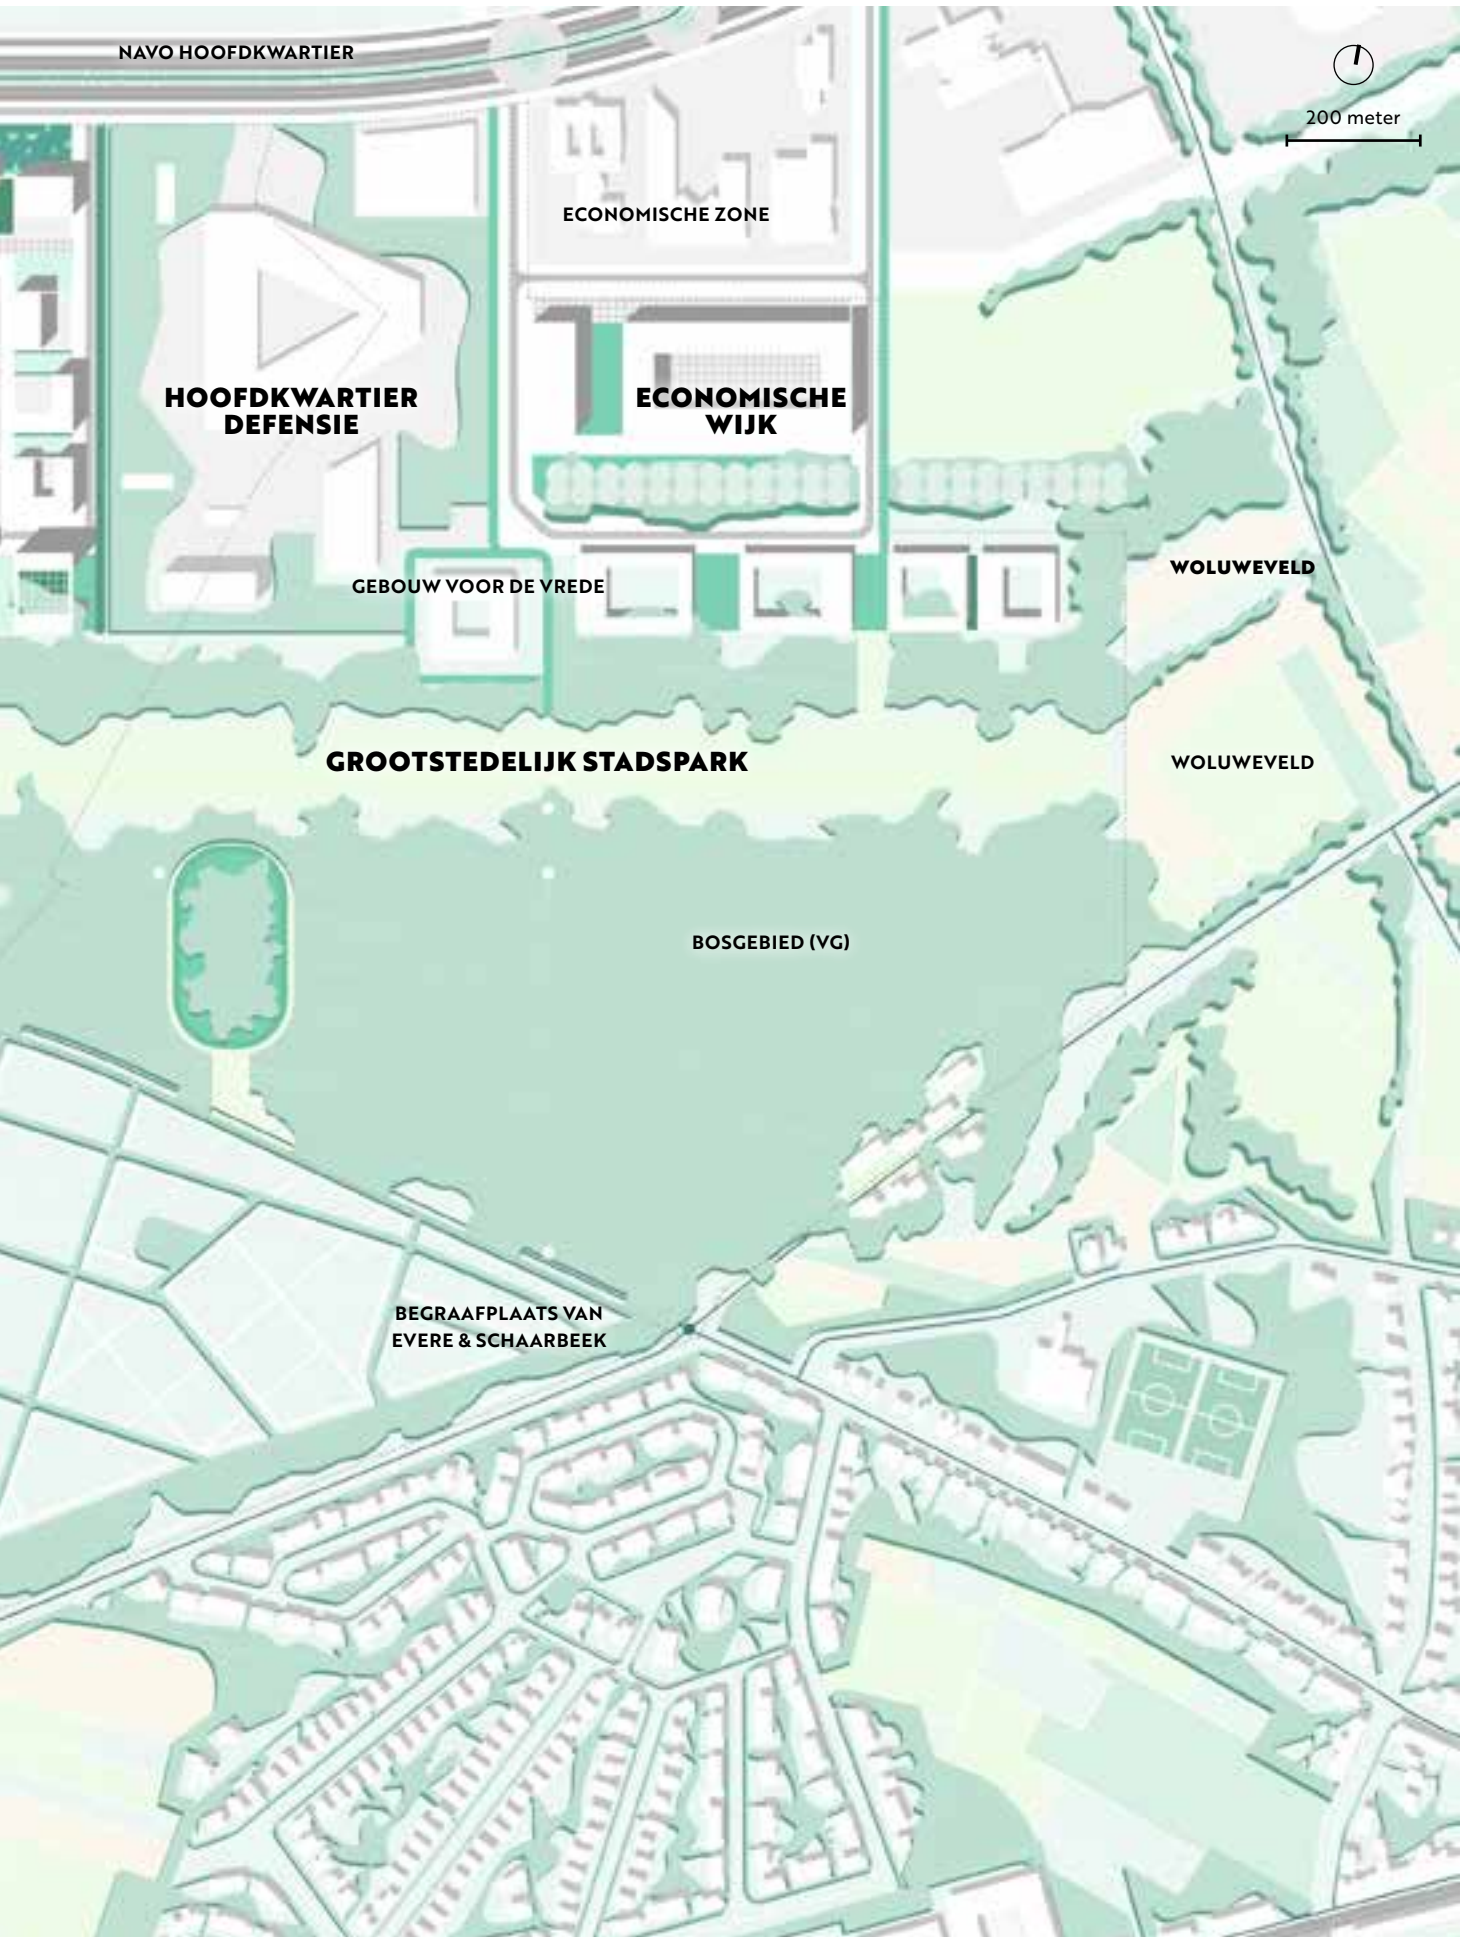 NAVO HOOFDKWARTIER
200 meter
ECONOMISCHE ZONE
HOOFDKWARTIER
DEFENSIE
ECONOMISCHE
WIJK
GEBOUW VOOR DE VREDE
WOLUWEVELD
GROOTSTEDELIJK STADSPARK
WOLUWEVELD
BOSGEBIED (VG)
BEGRAAFPLAATS VAN
EVERE & SCHAARBEEK